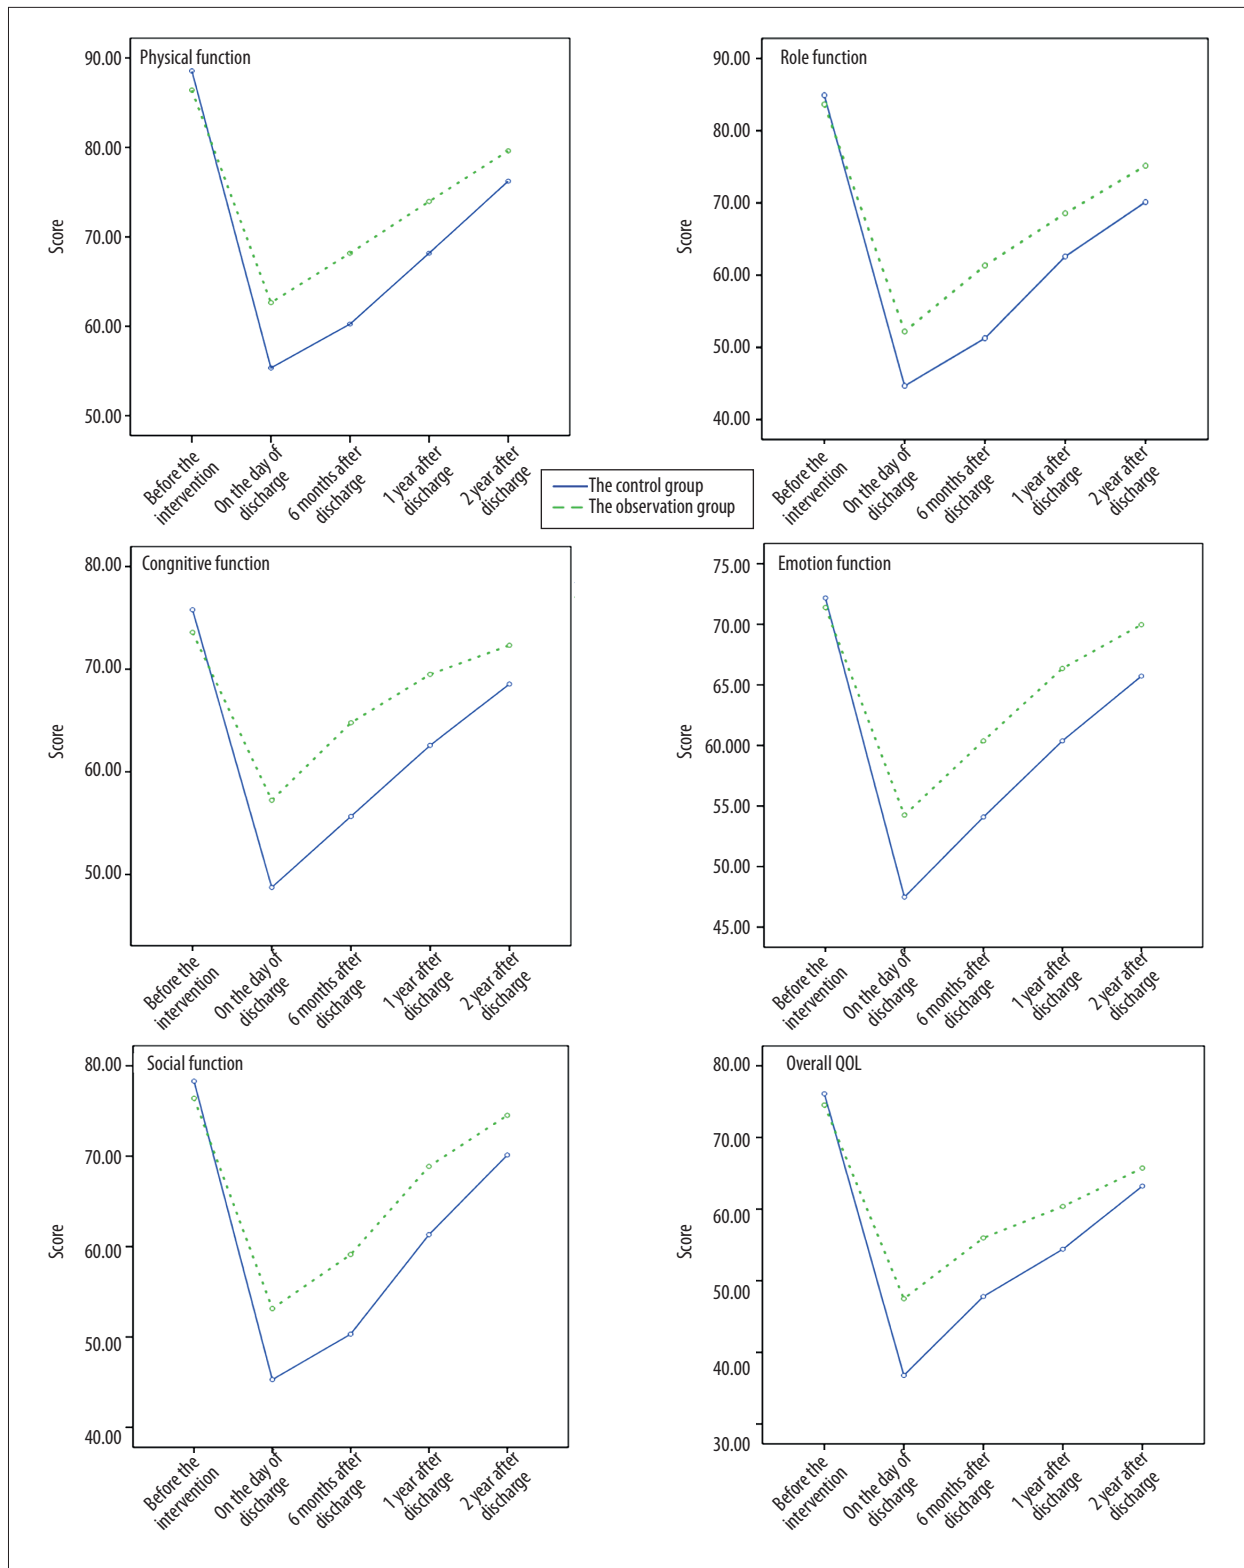 Physical function
90.00
80.00
70.00
60.00
50.00
Score
Before the
intervention
On the day of
discharge
6 months after
discharge
1 year after
discharge
2 year after
discharge
Role function
90.00
80.00
70.00
60.00
50.00
40.00
Score
Before the
intervention
On the day of
discharge
6 months after
discharge
1 year after
discharge
2 year after
discharge
The control group
The observation group
Congnitive function
80.00
70.00
60.00
50.00
Score
Before the
intervention
On the day of
discharge
6 months after
discharge
1 year after
discharge
2 year after
discharge
Emotion function
75.00
70.00
65.00
60.000
55.00
50.00
45.00
Score
Before the
intervention
On the day of
discharge
6 months after
discharge
1 year after
discharge
2 year after
discharge
Social function
80.00
70.00
60.00
50.00
40.00
Score
Before the
intervention
On the day of
discharge
6 months after
discharge
1 year after
discharge
2 year after
discharge
Overall QOL
80.00
70.00
60.00
50.00
40.00
30.00
Score
Before the
intervention
On the day of
discharge
6 months after
discharge
1 year after
discharge
2 year after
discharge